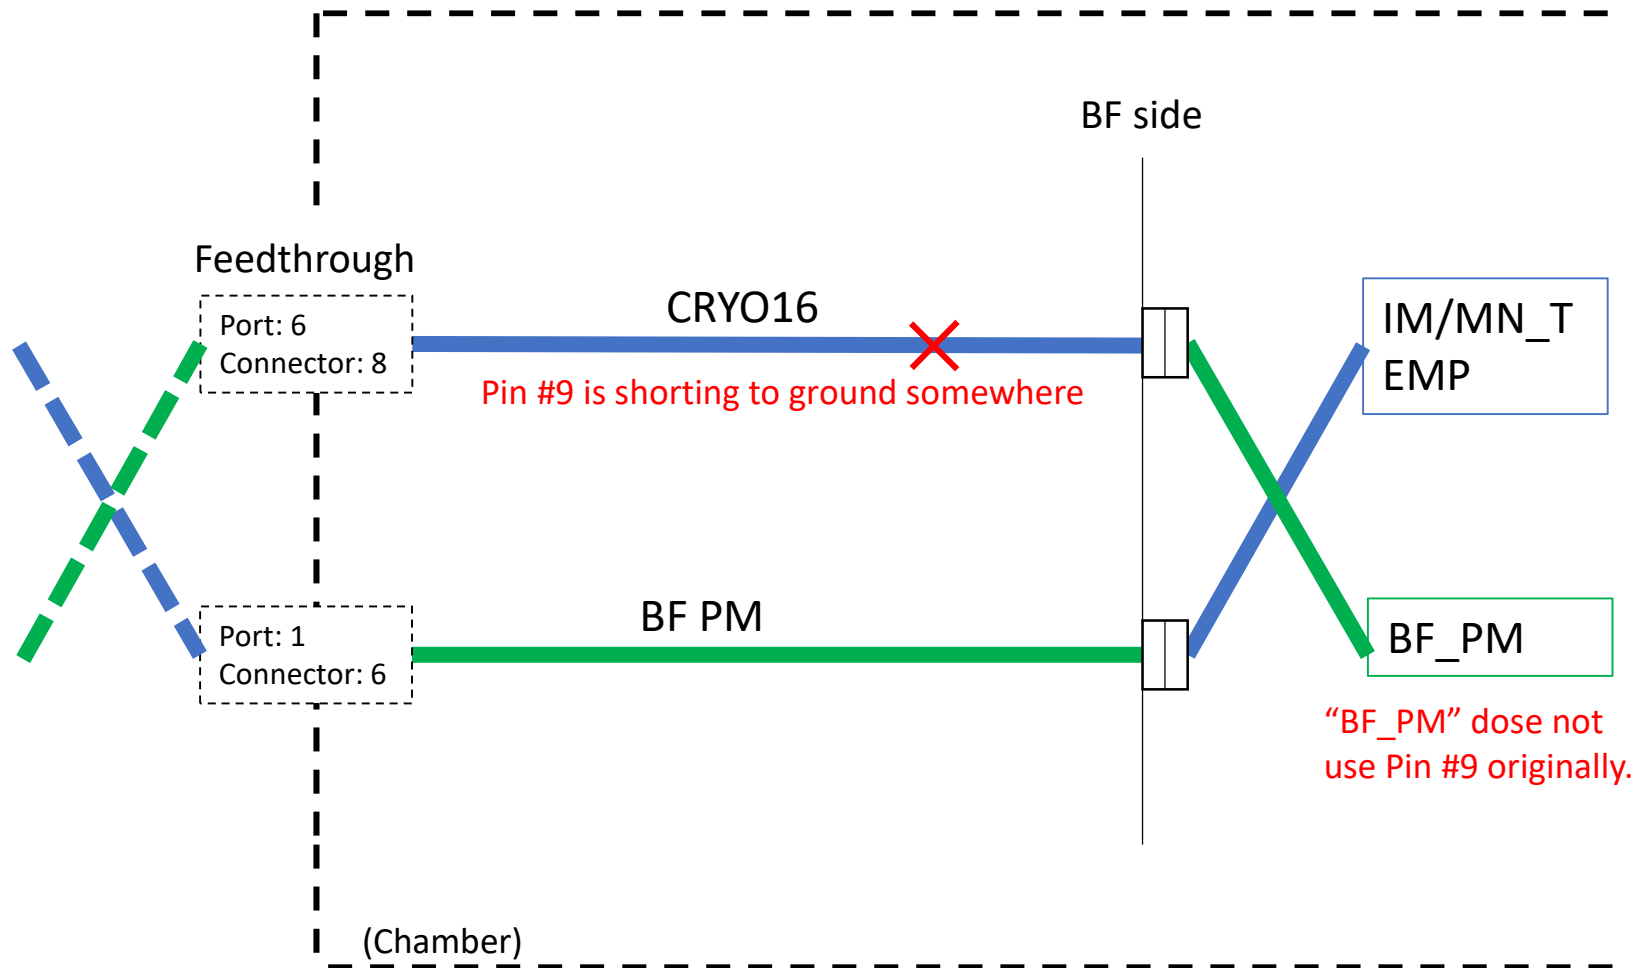 BF side
Feedthrough
Port: 6
Connector: 8
CRYO16
Pin #9 is shorting to ground somewhere
IM/MN_T
EMP
Port: 1
Connector: 6
BF PM
BF_PM
“BF_PM” dose not
use Pin #9 originally.
(Chamber)